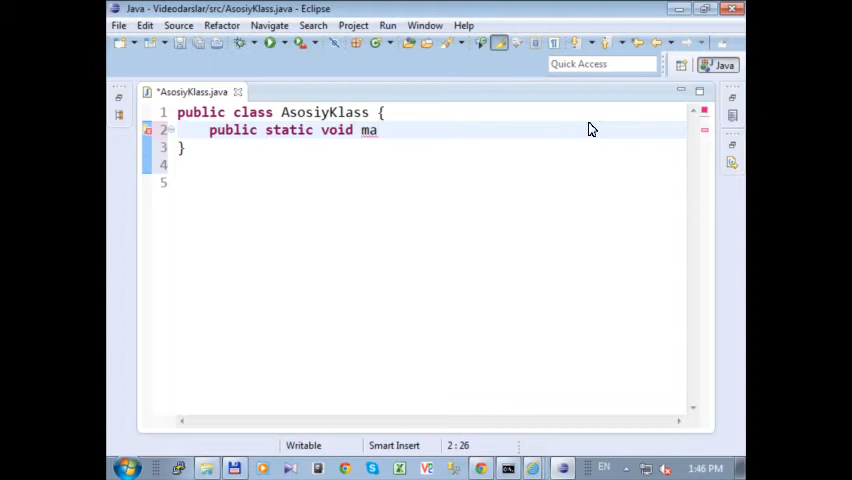 Java - Videodarslar/src/AsosiyKlass.java - Eclipse
File Edit Source Refactor Navigate Search Project Run Window Help
Quick Access
Java
*AsosiyKlass.java
1 public class AsosiyKlass {
2 public static void ma
3 }
4
5
Writable Smart Insert 2 : 26
EN 1:46 PM